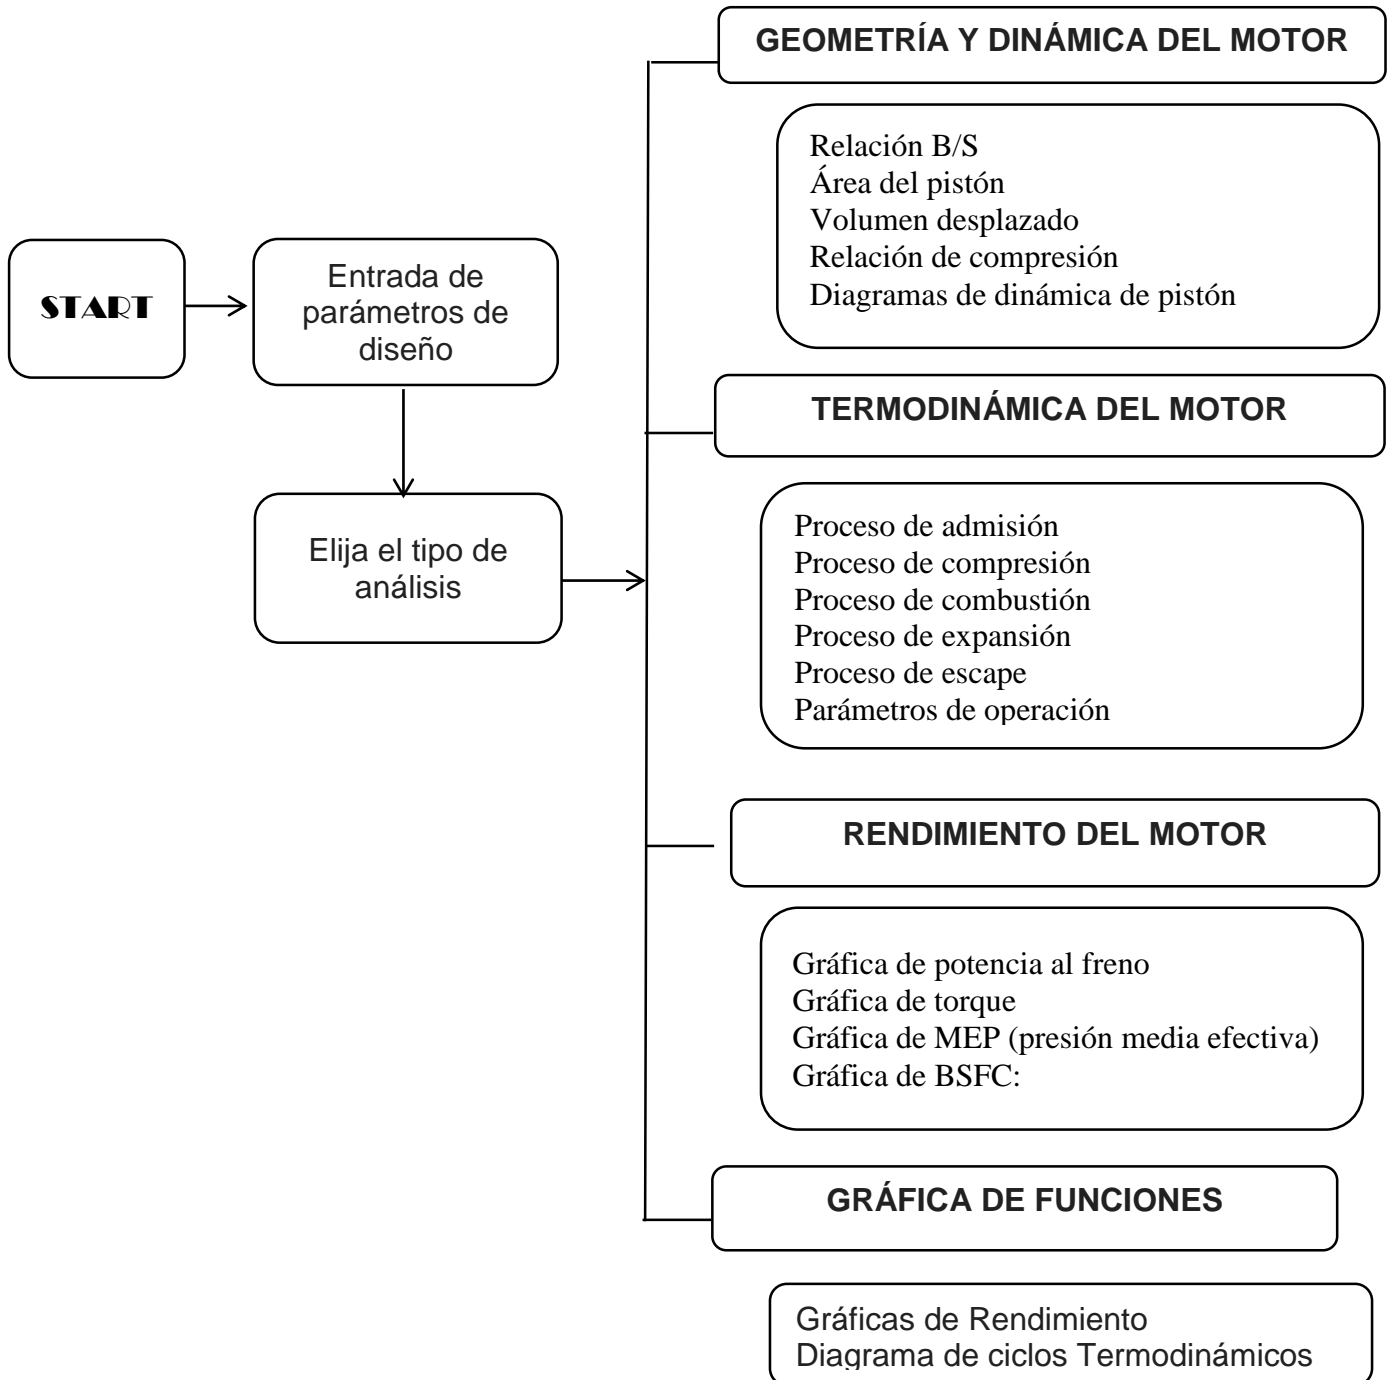 START
Entrada de
parámetros de
diseño
Elija el tipo de
análisis
GEOMETRÍA Y DINÁMICA DEL MOTOR
Relación B/S
Área del pistón
Volumen desplazado
Relación de compresión
Diagramas de dinámica de pistón
TERMODINÁMICA DEL MOTOR
Proceso de admisión
Proceso de compresión
Proceso de combustión
Proceso de expansión
Proceso de escape
Parámetros de operación
RENDIMIENTO DEL MOTOR
Gráfica de potencia al freno
Gráfica de torque
Gráfica de MEP (presión media efectiva)
Gráfica de BSFC:
GRÁFICA DE FUNCIONES
Gráficas de Rendimiento
Diagrama de ciclos Termodinámicos